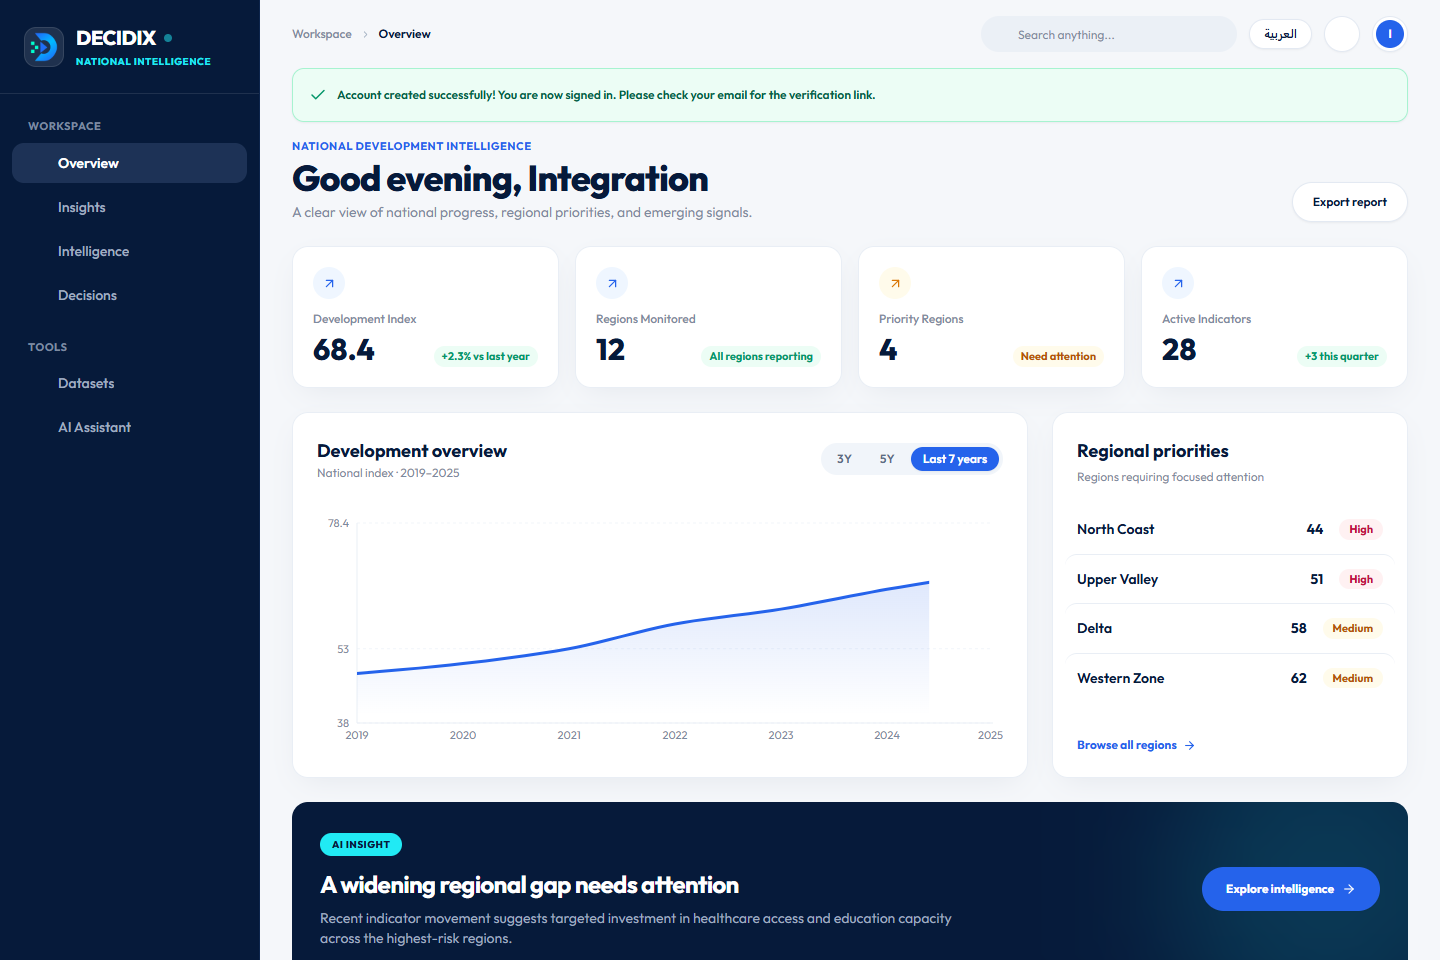 DECIDIX
NATIONAL INTELLIGENCE
WORKSPACE
Overview
Insights
Intelligence
Decisions
TOOLS
Datasets
AI Assistant
Workspace › Overview
Search anything...
العربية
I
Account created successfully! You are now signed in. Please check your email for the verification link.
NATIONAL DEVELOPMENT INTELLIGENCE
Good evening, Integration
A clear view of national progress, regional priorities, and emerging signals.
Export report
Development Index
68.4
+2.3% vs last year
Regions Monitored
12
All regions reporting
Priority Regions
4
Need attention
Active Indicators
28
+3 this quarter
Development overview
National index · 2019–2025
3Y
5Y
Last 7 years
78.4
53
38
2019 2020 2021 2022 2023 2024 2025
Regional priorities
Regions requiring focused attention
North Coast 44 High
Upper Valley 51 High
Delta 58 Medium
Western Zone 62 Medium
Browse all regions →
AI INSIGHT
A widening regional gap needs attention
Recent indicator movement suggests targeted investment in healthcare access and education capacity
across the highest-risk regions.
Explore intelligence →